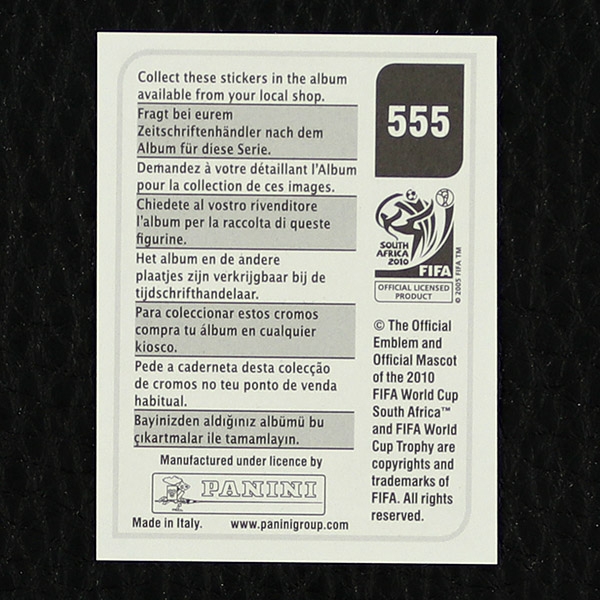 Collect these stickers in the album
available from your local shop.
Fragt bei eurem
Zeitschriftenhändler nach dem
Album für diese Serie.
Demandez à votre détaillant l'Album
pour la collection de ces images.
Chiedete al vostro rivenditore
l'album per la raccolta di queste
figurine.
Het album en de andere
plaatjes zijn verkrijgbaar bij de
tijdschrifthandelaar.
Para coleccionar estos cromos
compra tu álbum en cualquier
kiosco.
Pede a caderneta desta colecção
de cromos no teu ponto de venda
habitual.
Bayinizden aldığınız albümü bu
çıkartmalar ile tamamlayın.
Manufactured under licence by
PANINI
Made in Italy. www.paninigroup.com
555
SOUTH
AFRICA
2010
FIFA
OFFICIAL LICENSED
PRODUCT
© 2005 FIFA TM
© The Official
Emblem and
Official Mascot
of the 2010
FIFA World Cup
South Africa™
and FIFA World
Cup Trophy are
copyrights and
trademarks of
FIFA. All rights
reserved.